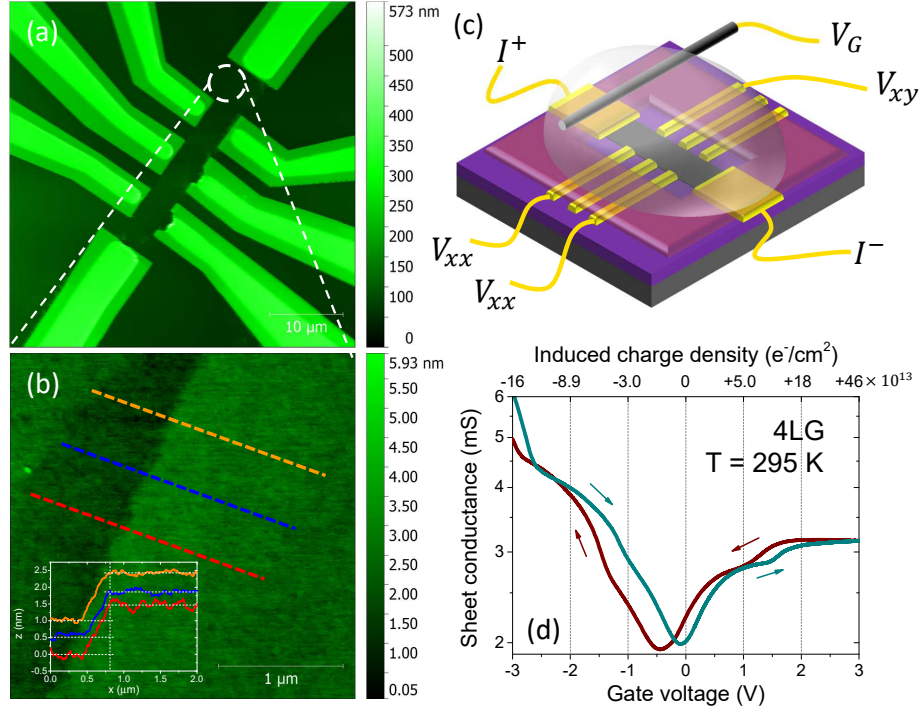 (a)
573 nm
500
450
400
350
300
250
200
150
100
50
0
10 µm
(b)
5.93 nm
5.00
4.50
4.00
3.50
3.00
2.50
2.00
1.50
1.00
0.05
1 µm
z (nm)
2.5
2.0
1.5
1.0
0.5
0.0
-0.5
0.0 0.5 1.0 1.5 2.0
x (µm)
(c)
I+
VG
Vxy
Vxx
Vxx
I−
Induced charge density (e-/cm2)
-16 -8.9 -3.0 0 +5.0 +18 +46 × 10^13
Sheet conductance (mS)
6
5
4
3
2
4LG
T = 295 K
(d)
-3 -2 -1 0 1 2 3
Gate voltage (V)